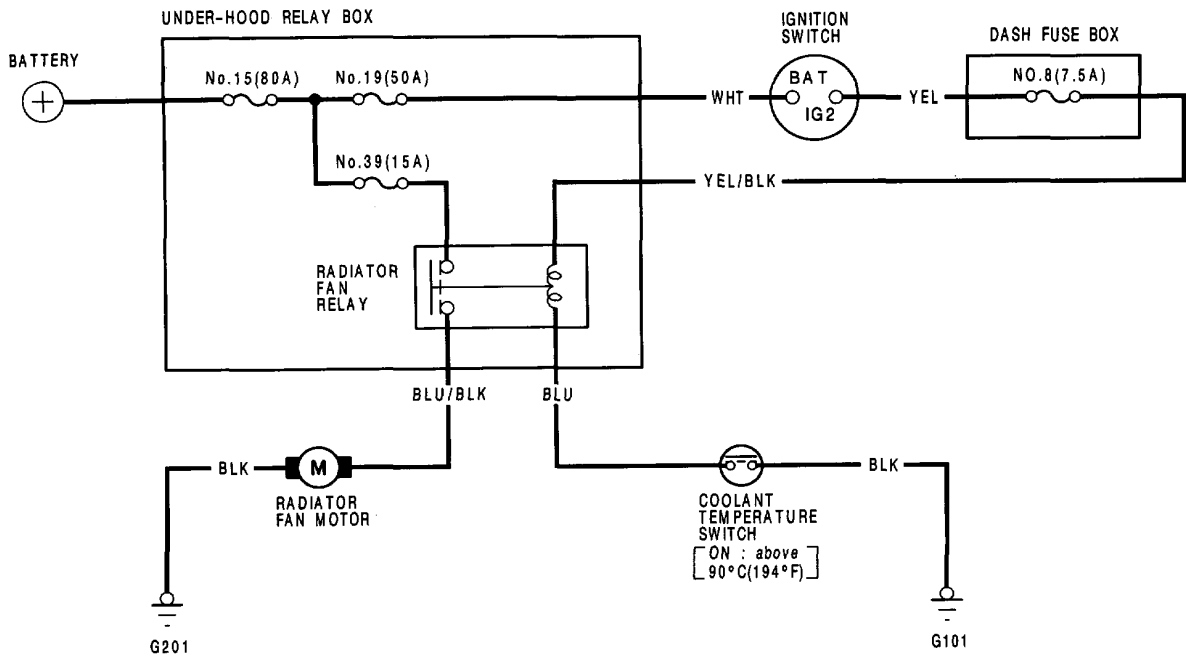 UNDER-HOOD RELAY BOX
IGNITION
SWITCH
DASH FUSE BOX
BATTERY
No.15(80A)
No.19(50A)
BAT
IG2
NO.8(7.5A)
WHT
YEL
No.39(15A)
YEL/BLK
RADIATOR
FAN
RELAY
BLU/BLK
BLU
BLK
M
BLK
RADIATOR
FAN MOTOR
COOLANT
TEMPERATURE
SWITCH
[ON : above
90°C(194°F)]
G201
G101